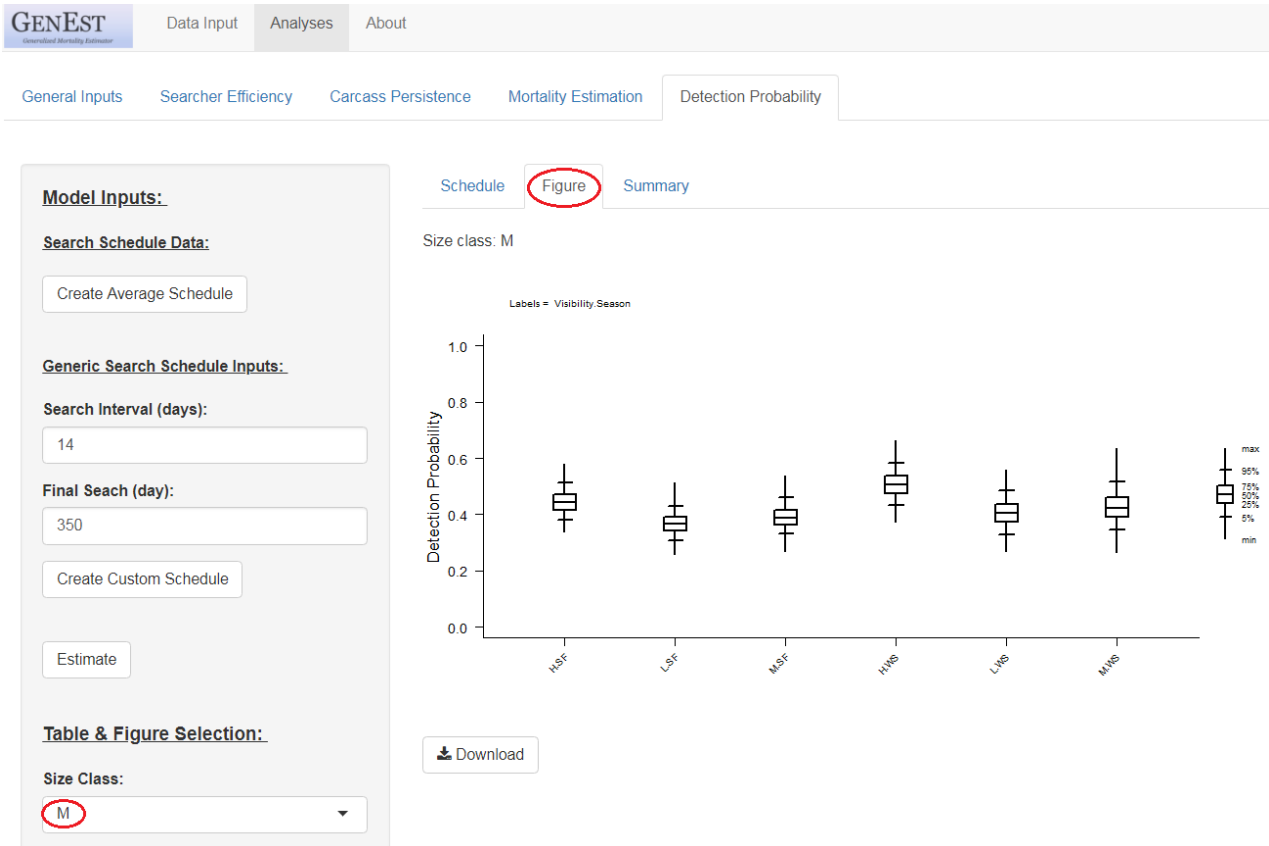 GENEST
Generalized Mortality Estimator
Data Input
Analyses
About
General Inputs
Searcher Efficiency
Carcass Persistence
Mortality Estimation
Detection Probability
Model Inputs:
Search Schedule Data:
Create Average Schedule
Generic Search Schedule Inputs:
Search Interval (days):
14
Final Seach (day):
350
Create Custom Schedule
Estimate
Table & Figure Selection:
Size Class:
M
Schedule
Figure
Summary
Size class: M
Labels = Visibility.Season
Detection Probability
1.0
0.8
0.6
0.4
0.2
0.0
H.SF
L.SF
M.SF
H.WS
L.WS
M.WS
max
95%
75%
50%
25%
5%
min
Download